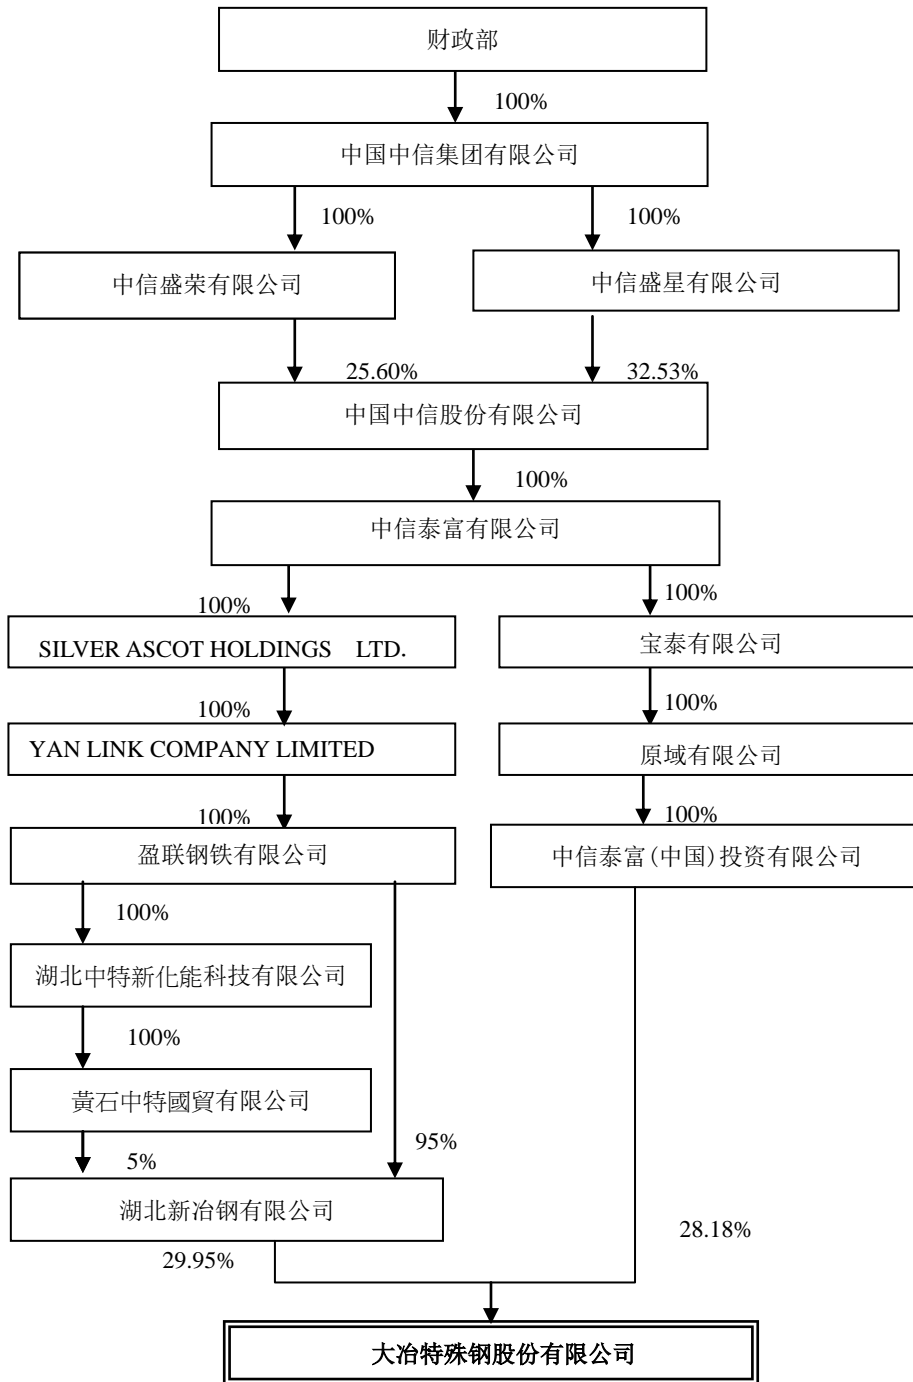 财政部
100%
中国中信集团有限公司
100%
100%
中信盛荣有限公司
中信盛星有限公司
25.60%
32.53%
中国中信股份有限公司
100%
中信泰富有限公司
100%
100%
SILVER ASCOT HOLDINGS LTD.
宝泰有限公司
100%
100%
YAN LINK COMPANY LIMITED
原域有限公司
100%
100%
盈联钢铁有限公司
中信泰富(中国)投资有限公司
100%
湖北中特新化能科技有限公司
100%
黃石中特國貿有限公司
95%
5%
湖北新冶钢有限公司
28.18%
29.95%
大冶特殊钢股份有限公司